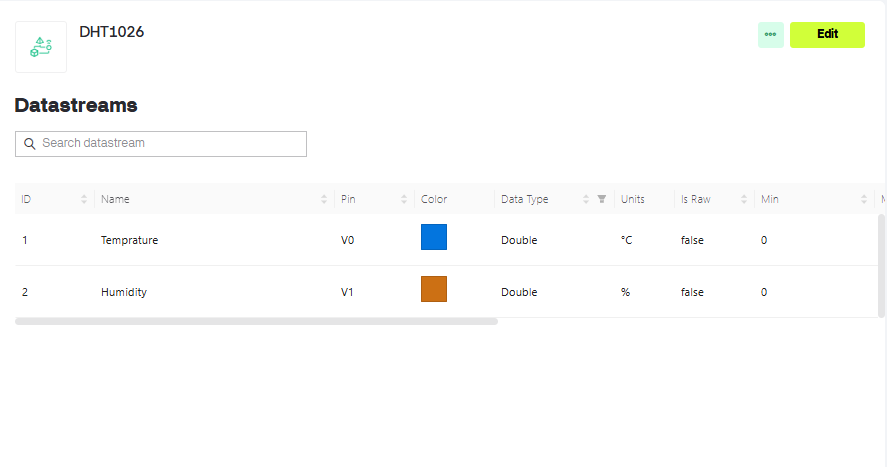 DHT1026
Edit
Datastreams
Search datastream
ID Name Pin Color Data Type Units Is Raw Min
1 Temprature V0 Double °C false 0
2 Humidity V1 Double % false 0